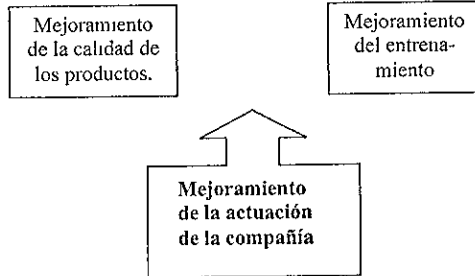 Mejoramiento
de la calidad de
los productos.
Mejoramiento
del entrena-
miento
Mejoramiento
de la actuación
de la compañía